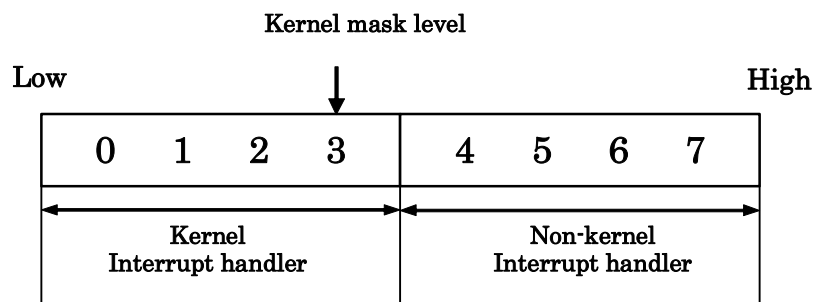 Kernel mask level
Low High
0 1 2 3 4 5 6 7
Kernel Non-kernel
Interrupt handler Interrupt handler